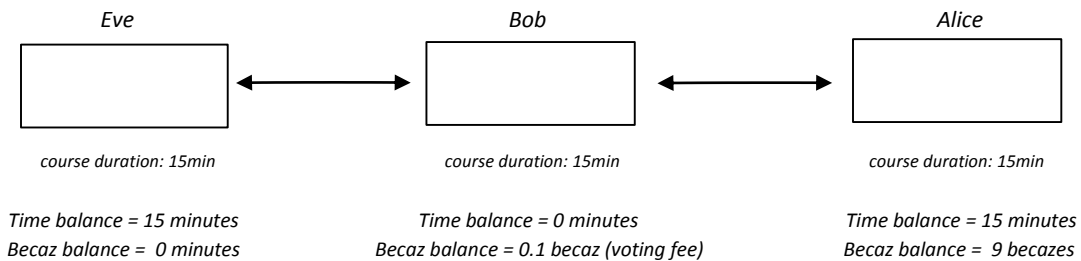 Eve Bob Alice
course duration: 15min course duration: 15min course duration: 15min
Time balance = 15 minutes Time balance = 0 minutes Time balance = 15 minutes
Becaz balance = 0 minutes Becaz balance = 0.1 becaz (voting fee) Becaz balance = 9 becazes